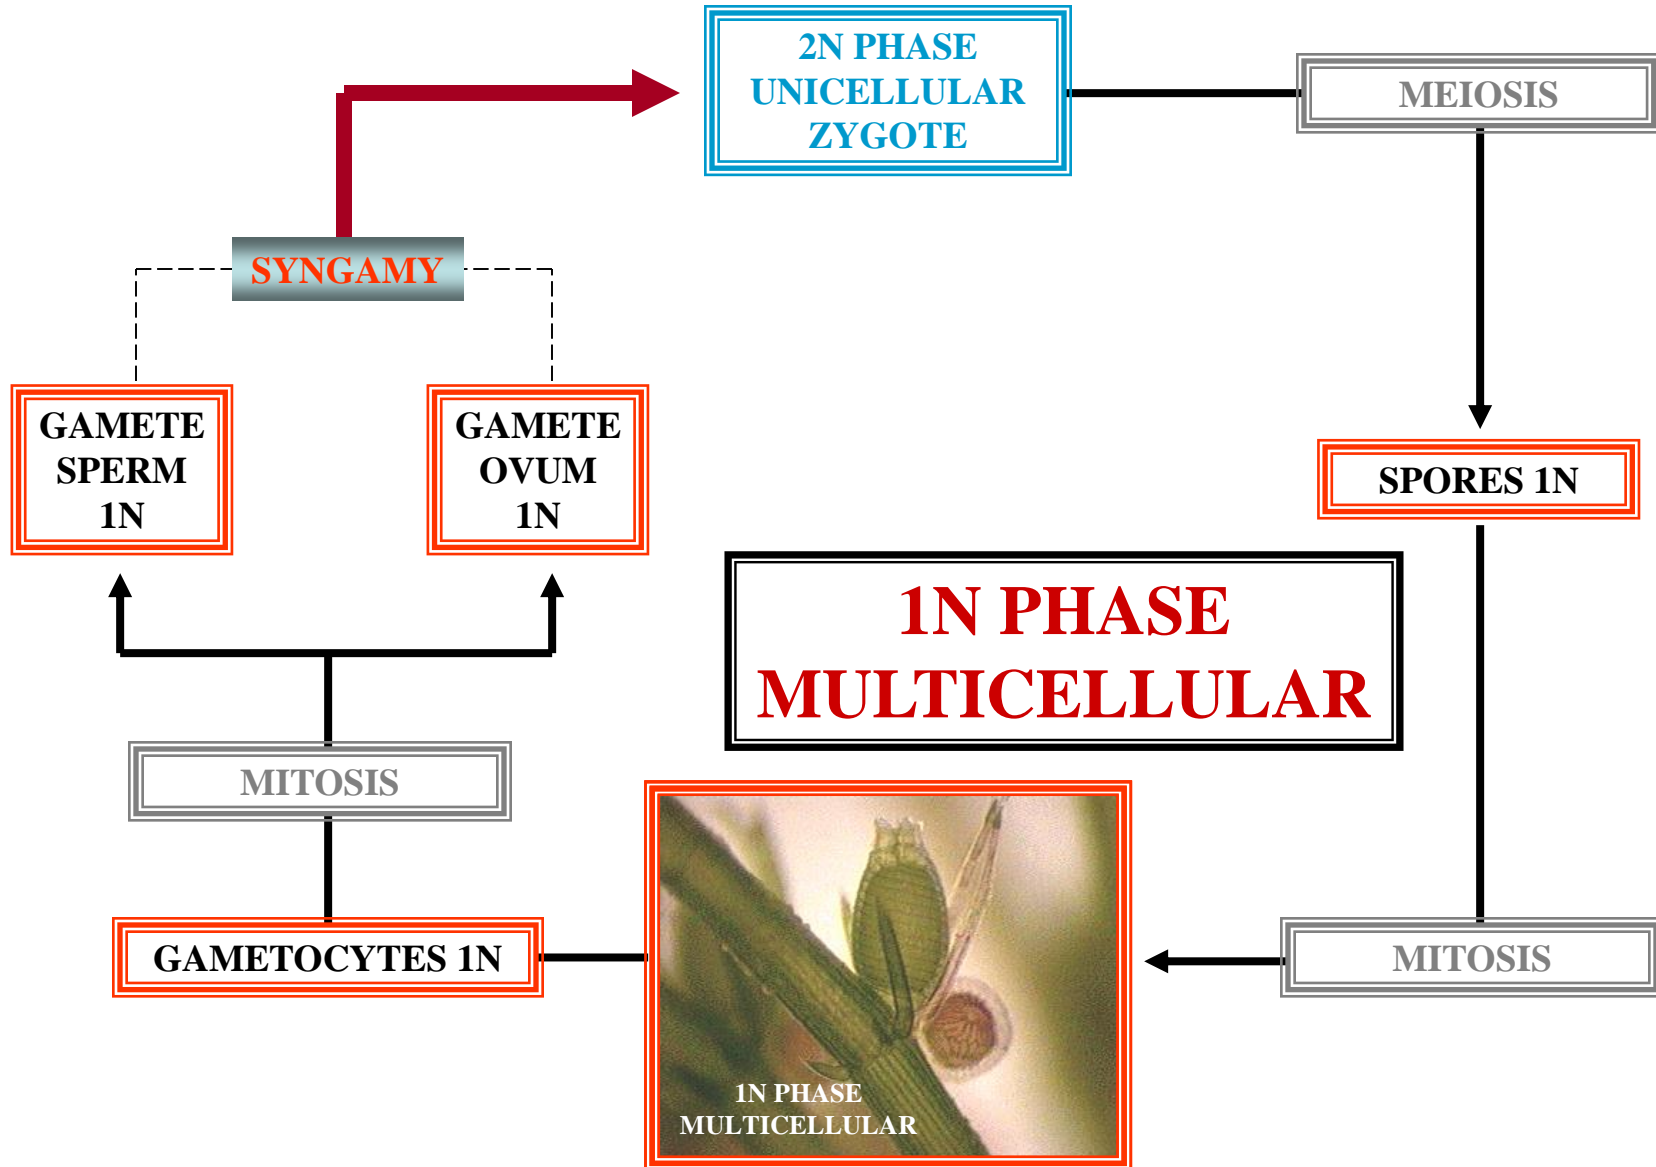 2N PHASE
UNICELLULAR
ZYGOTE
MEIOSIS
SYNGAMY
GAMETE
SPERM
1N
GAMETE
OVUM
1N
SPORES 1N
1N PHASE
MULTICELLULAR
MITOSIS
GAMETOCYTES 1N
MITOSIS
1N PHASE
MULTICELLULAR